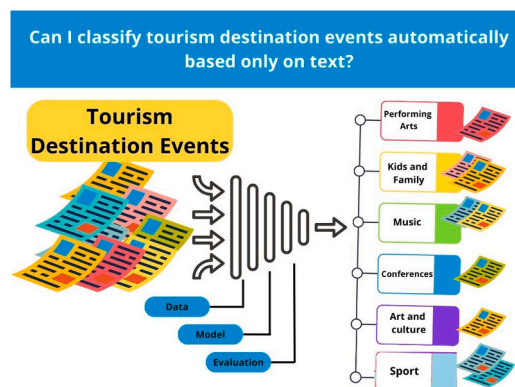 Can I classify tourism destination events automatically
based only on text?
Tourism
Destination Events
Data
Model
Evaluation
Performing
Arts
Kids and
Family
Music
Conferences
Art and
culture
Sport